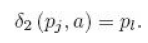 δ₂ (pⱼ, a) = pₗ.